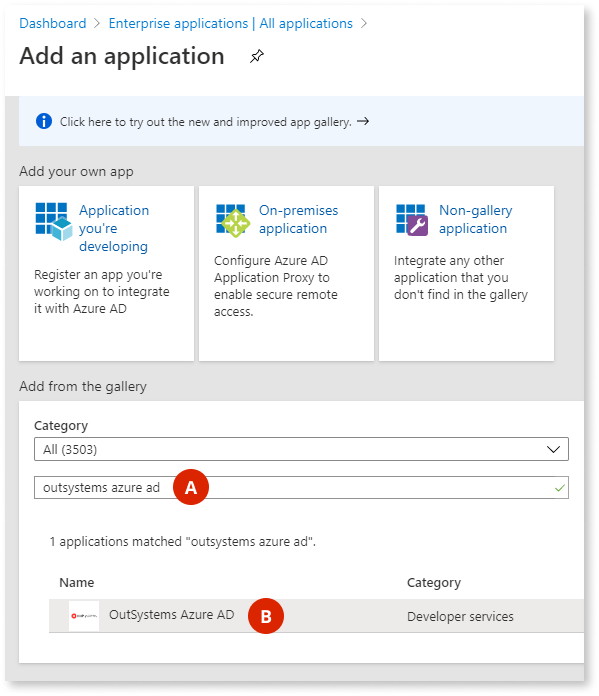 Dashboard > Enterprise applications | All applications >
Add an application
Click here to try out the new and improved app gallery. →
Add your own app
Application
you're
developing
Register an app you're
working on to integrate
it with Azure AD
On-premises
application
Configure Azure AD
Application Proxy to
enable secure remote
access.
Non-gallery
application
Integrate any other
application that you
don't find in the gallery
Add from the gallery
Category
All (3503)
outsystems azure ad A
1 applications matched "outsystems azure ad".
Name Category
OutSystems Azure AD B Developer services